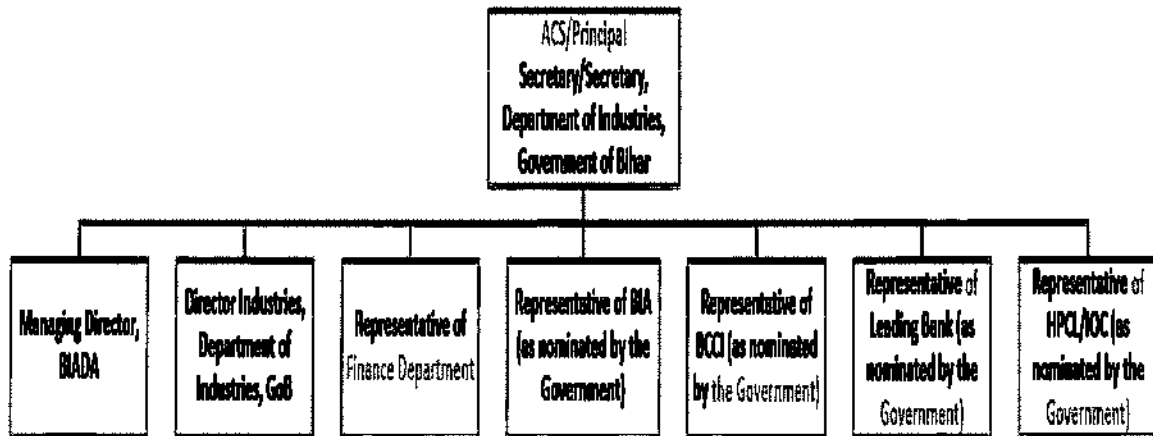 ACS/Principal
Secretary/Secretary,
Department of Industries,
Government of Bihar
Managing Director,
BIADA
Director Industries,
Department of
Industries, GoB
Representative of
Finance Department
Representative of BIA
(as nominated by the
Government)
Representative of
BCCI (as nominated
by the Government)
Representative of
Leading Bank (as
nominated by the
Government)
Representative of
HPCL/IOC (as
nominated by the
Government)